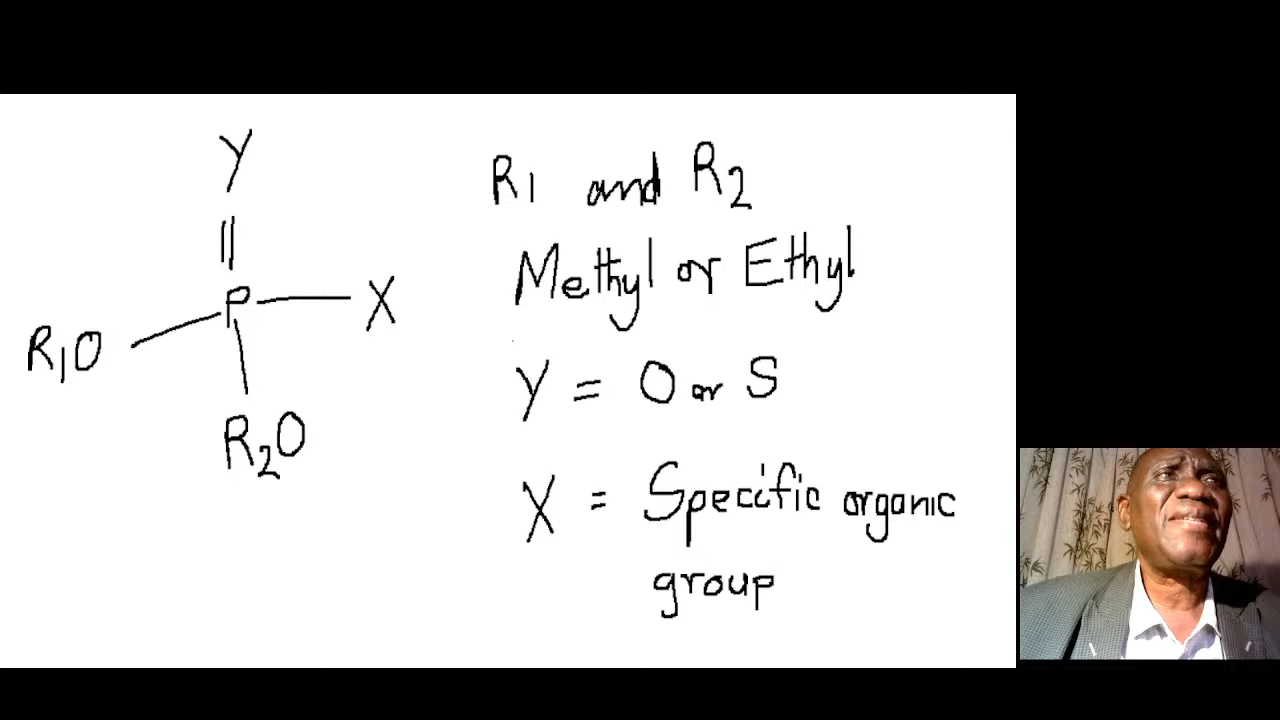 Y
||
P — X
R1O
R2O
R1 and R2
Methyl or Ethyl
Y = O or S
X = Specific organic
group